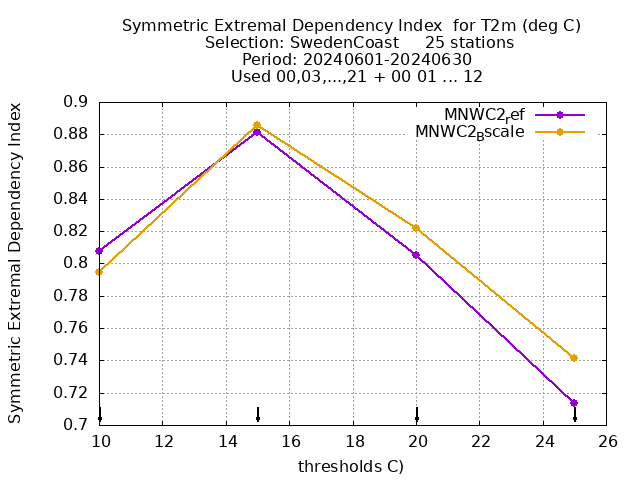 Symmetric Extremal Dependency Index  for T2m (deg C)
Selection: SwedenCoast     25 stations
Period: 20240601-20240630
Used 00,03,...,21 + 00 01 ... 12
Symmetric Extremal Dependency Index
0.9
0.88
0.86
0.84
0.82
0.8
0.78
0.76
0.74
0.72
0.7
MNWC2ref
MNWC2Bscale
10 12 14 16 18 20 22 24 26
thresholds C)